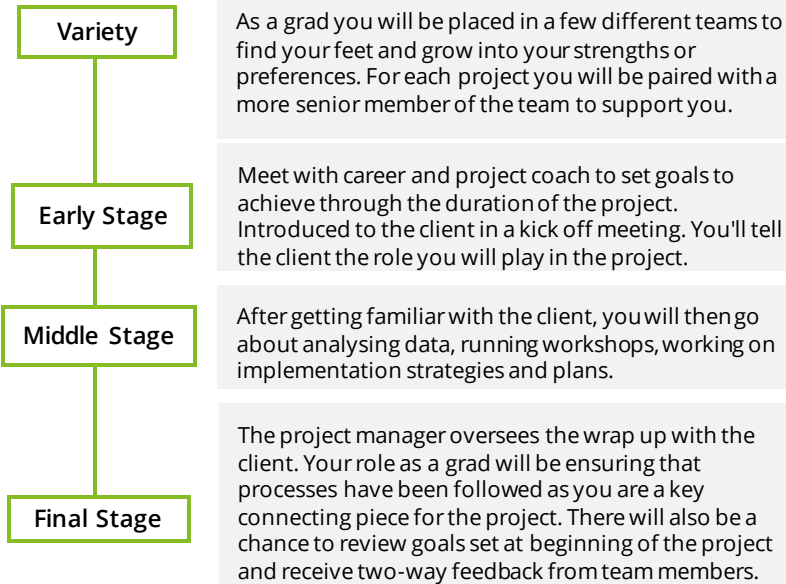 Variety
As a grad you will be placed in a few different teams to
find your feet and grow into your strengths or
preferences. For each project you will be paired with a
more senior member of the team to support you.
Early Stage
Meet with career and project coach to set goals to
achieve through the duration of the project.
Introduced to the client in a kick off meeting. You'll tell
the client the role you will play in the project.
Middle Stage
After getting familiar with the client, you will then go
about analysing data, running workshops, working on
implementation strategies and plans.
Final Stage
The project manager oversees the wrap up with the
client. Your role as a grad will be ensuring that
processes have been followed as you are a key
connecting piece for the project. There will also be a
chance to review goals set at beginning of the project
and receive two-way feedback from team members.